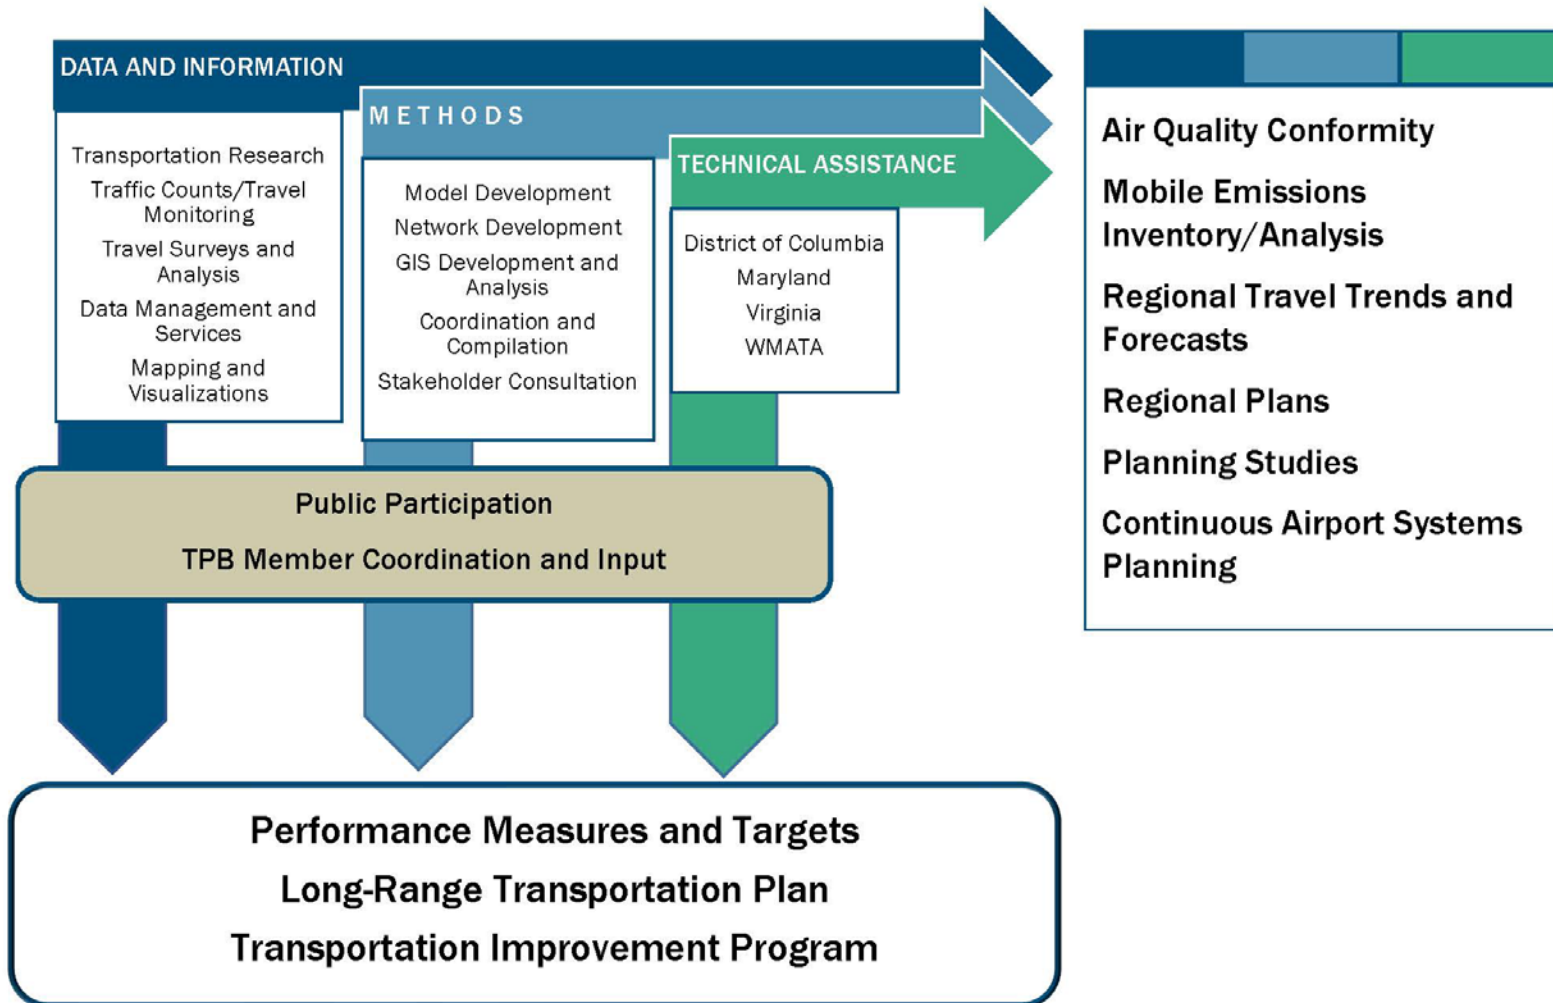 DATA AND INFORMATION
Transportation Research
Traffic Counts/Travel
Monitoring
Travel Surveys and
Analysis
Data Management and
Services
Mapping and
Visualizations
METHODS
Model Development
Network Development
GIS Development and
Analysis
Coordination and
Compilation
Stakeholder Consultation
TECHNICAL ASSISTANCE
District of Columbia
Maryland
Virginia
WMATA
Air Quality Conformity
Mobile Emissions
Inventory/Analysis
Regional Travel Trends and
Forecasts
Regional Plans
Planning Studies
Continuous Airport Systems
Planning
Public Participation
TPB Member Coordination and Input
Performance Measures and Targets
Long-Range Transportation Plan
Transportation Improvement Program